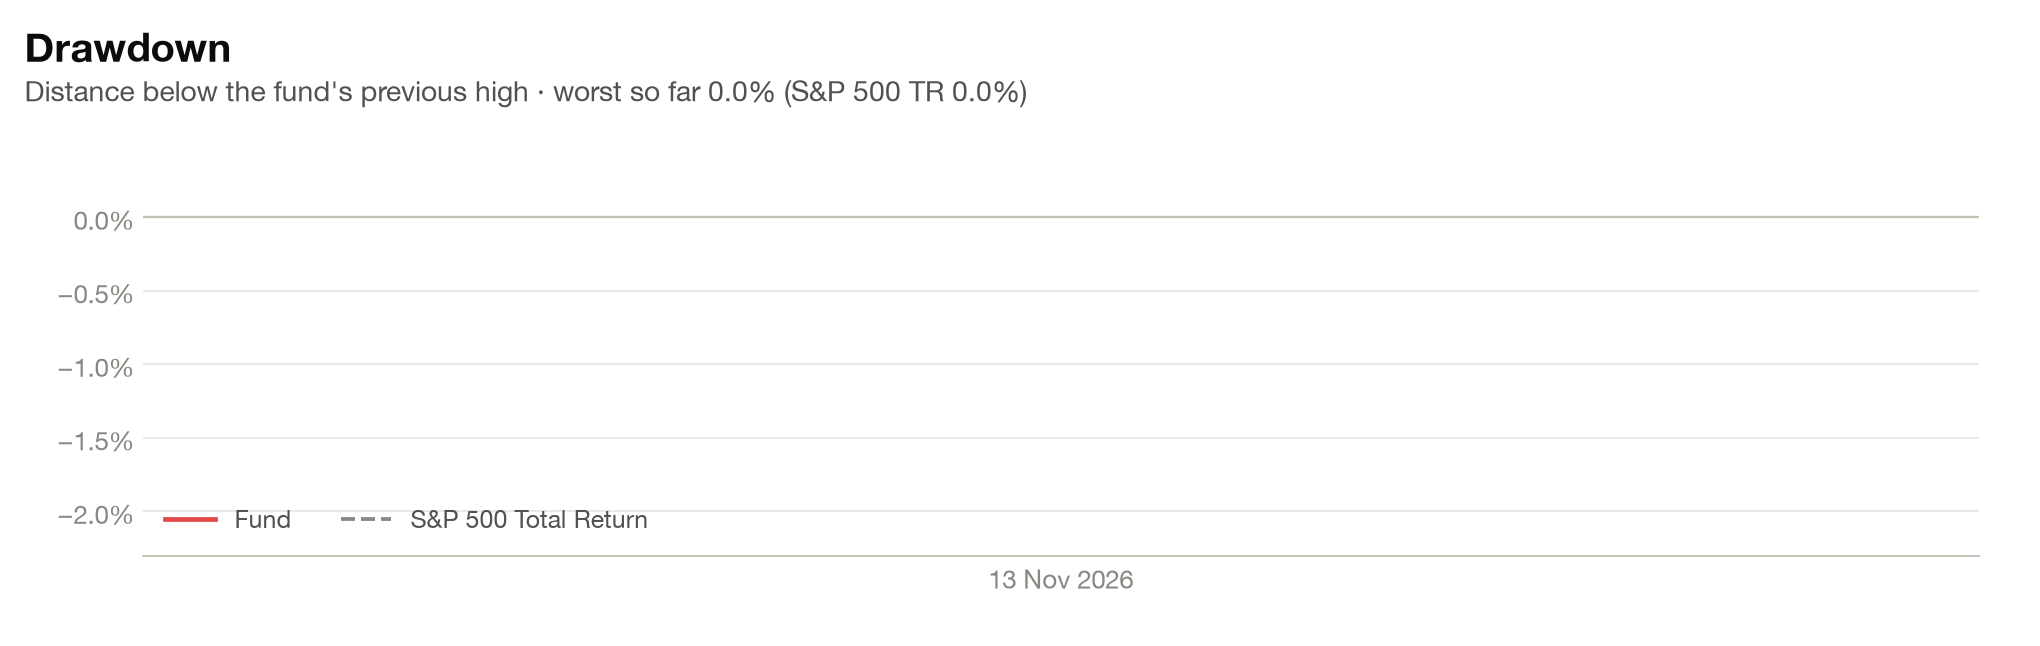 Drawdown
Distance below the fund's previous high · worst so far 0.0% (S&P 500 TR 0.0%)
0.0%
−0.5%
−1.0%
−1.5%
−2.0%
Fund
S&P 500 Total Return
13 Nov 2026